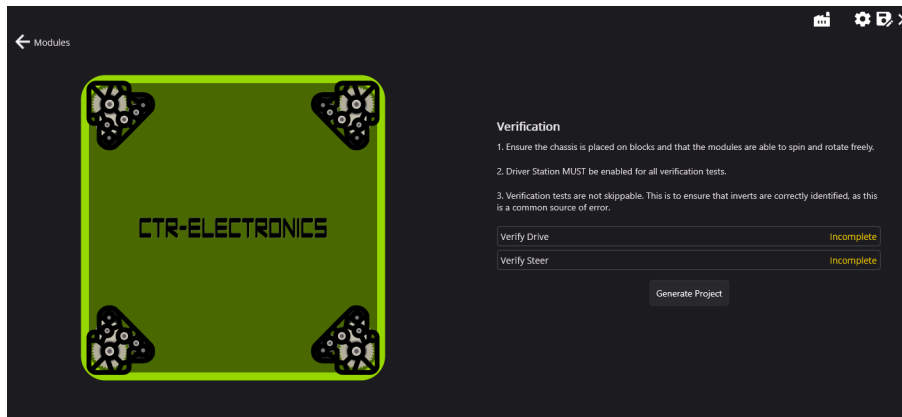 Modules
CTR-ELECTRONICS
Verification
1. Ensure the chassis is placed on blocks and that the modules are able to spin and rotate freely.
2. Driver Station MUST be enabled for all verification tests.
3. Verification tests are not skippable. This is to ensure that inverts are correctly identified, as this
is a common source of error.
Verify Drive Incomplete
Verify Steer Incomplete
Generate Project